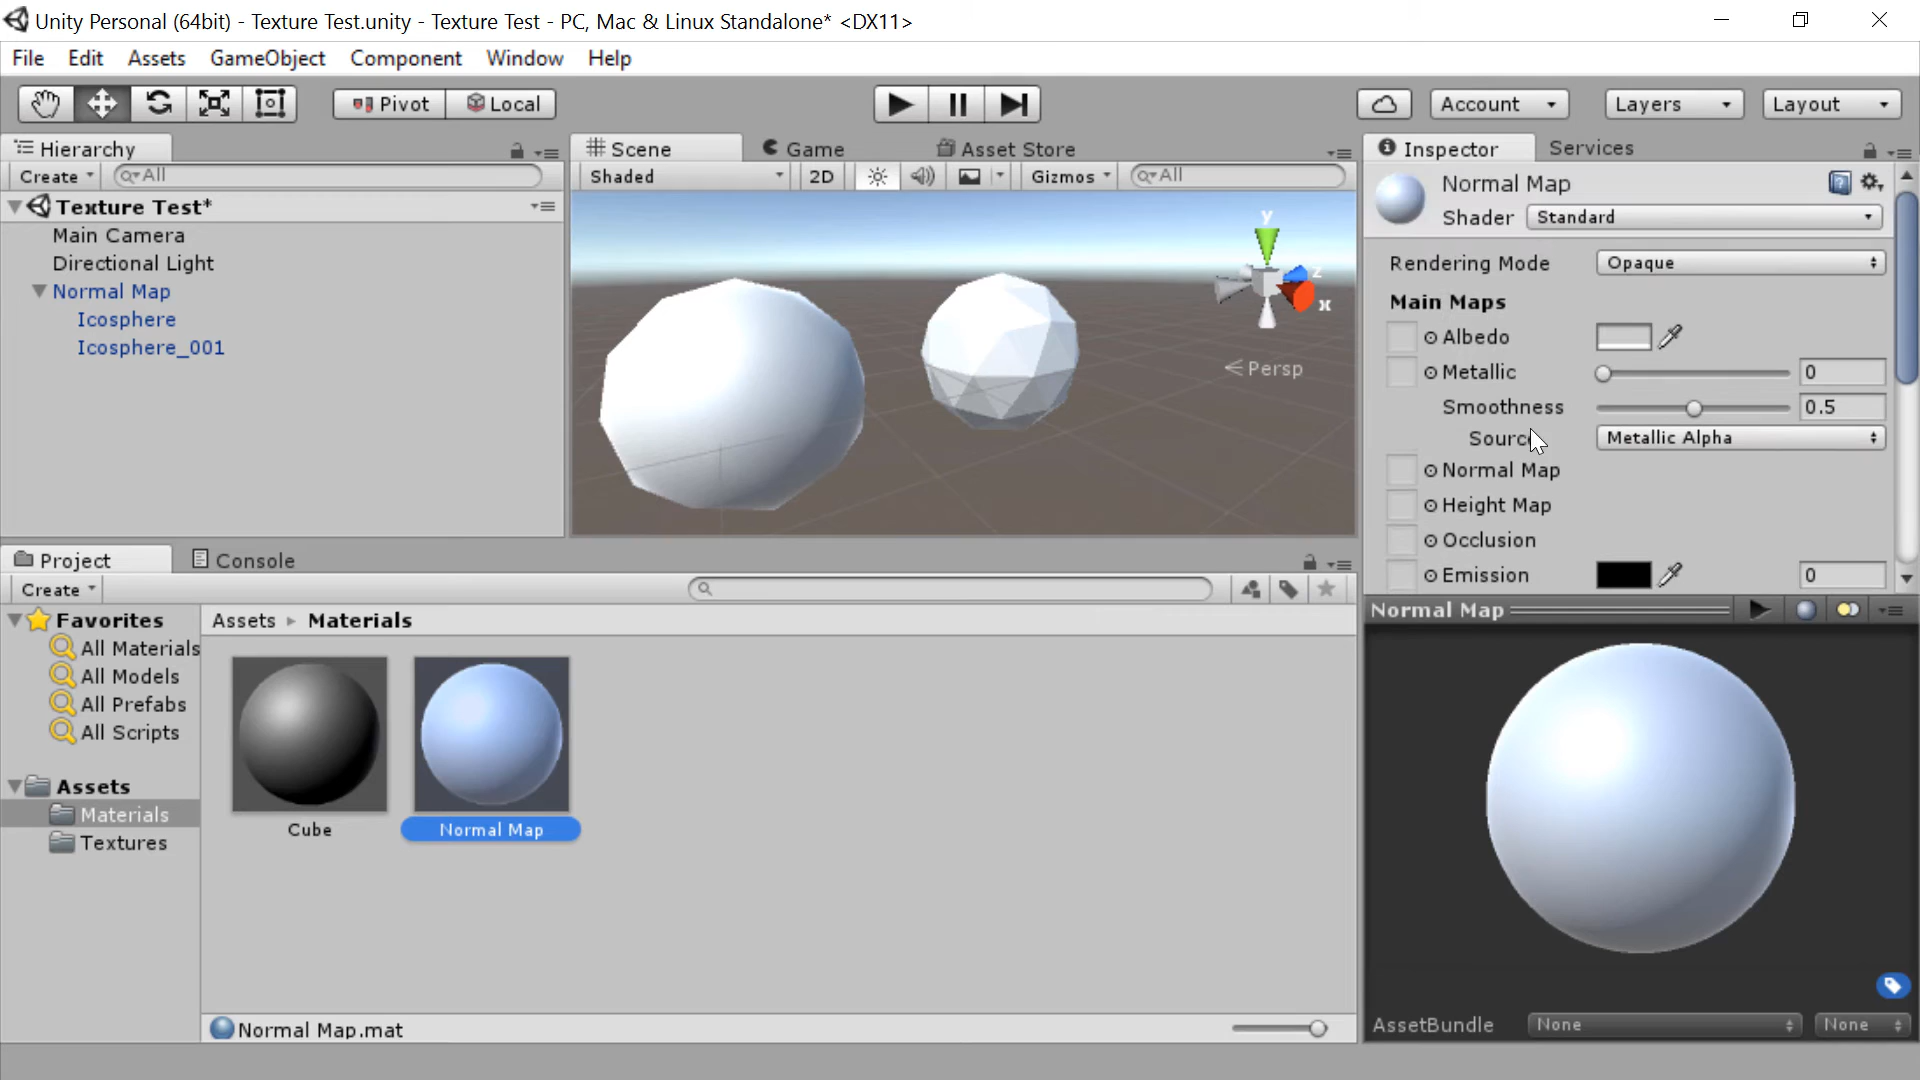 Unity Personal (64bit) - Texture Test.unity - Texture Test - PC, Mac & Linux Standalone* <DX11>
File Edit Assets GameObject Component Window Help
Pivot Local Account Layers Layout
Hierarchy
Create All
Texture Test*
Main Camera
Directional Light
Normal Map
Icosphere
Icosphere_001
Scene Game Asset Store
Shaded 2D Gizmos All
y
z
x
Persp
Inspector Services
Normal Map
Shader Standard
Rendering Mode Opaque
Main Maps
Albedo
Metallic 0
Smoothness 0.5
Source Metallic Alpha
Normal Map
Height Map
Occlusion
Emission 0
Project Console
Create
Favorites
All Materials
All Models
All Prefabs
All Scripts
Assets
Materials
Textures
Assets Materials
Cube Normal Map
Normal Map.mat
Normal Map
AssetBundle None None